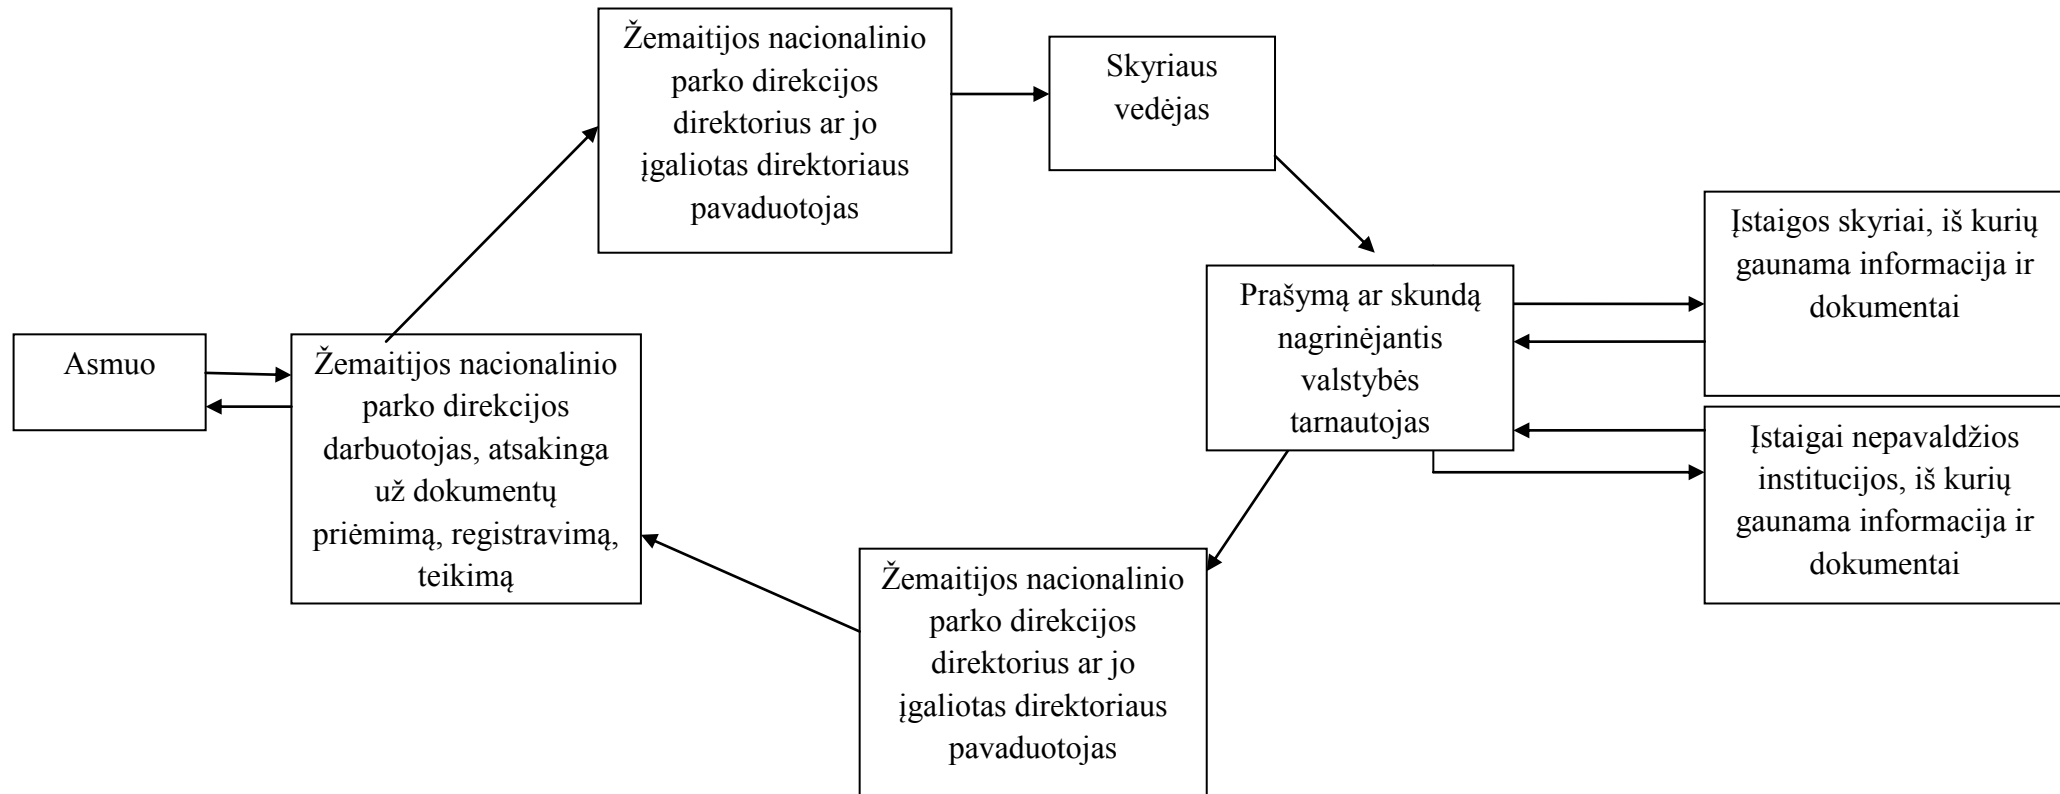 Žemaitijos nacionalinio
parko direkcijos
direktorius ar jo
įgaliotas direktoriaus
pavaduotojas
Skyriaus
vedėjas
Įstaigos skyriai, iš kurių
gaunama informacija ir
dokumentai
Prašymą ar skundą
nagrinėjantis
valstybės
tarnautojas
Asmuo
Žemaitijos nacionalinio
parko direkcijos
darbuotojas, atsakinga
už dokumentų
priėmimą, registravimą,
teikimą
Įstaigai nepavaldžios
institucijos, iš kurių
gaunama informacija ir
dokumentai
Žemaitijos nacionalinio
parko direkcijos
direktorius ar jo
įgaliotas direktoriaus
pavaduotojas